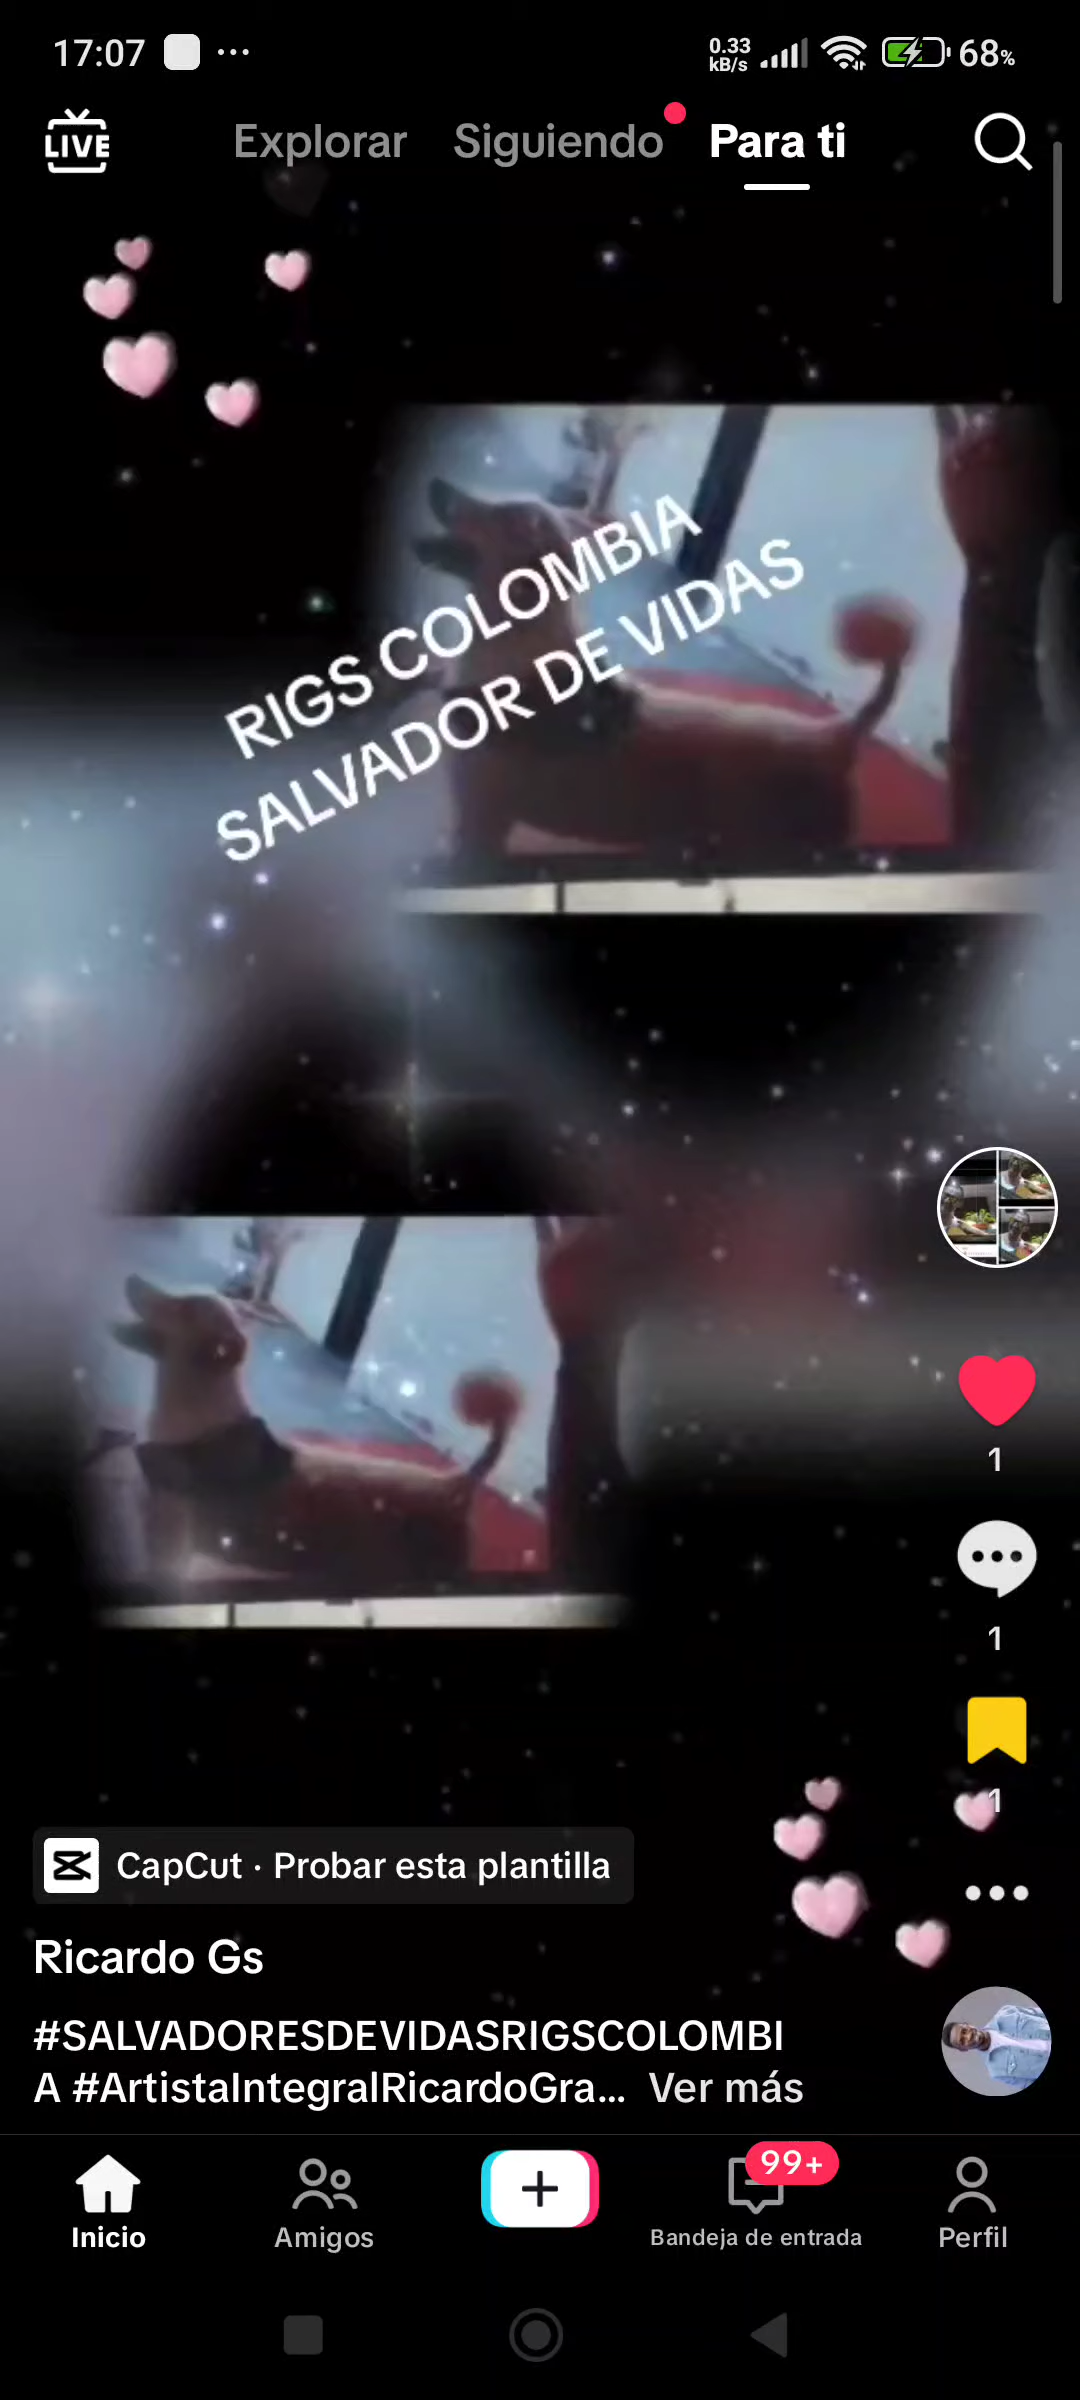 17:07
0.33
kB/s
68%
LIVE
Explorar
Siguiendo
Para ti
RIGS COLOMBIA
SALVADOR DE VIDAS
1
1
1
CapCut · Probar esta plantilla
Ricardo Gs
#SALVADORESDEVIDASRIGSCOLOMBI
A #ArtistaIntegralRicardoGra... Ver más
99+
Inicio
Amigos
Bandeja de entrada
Perfil